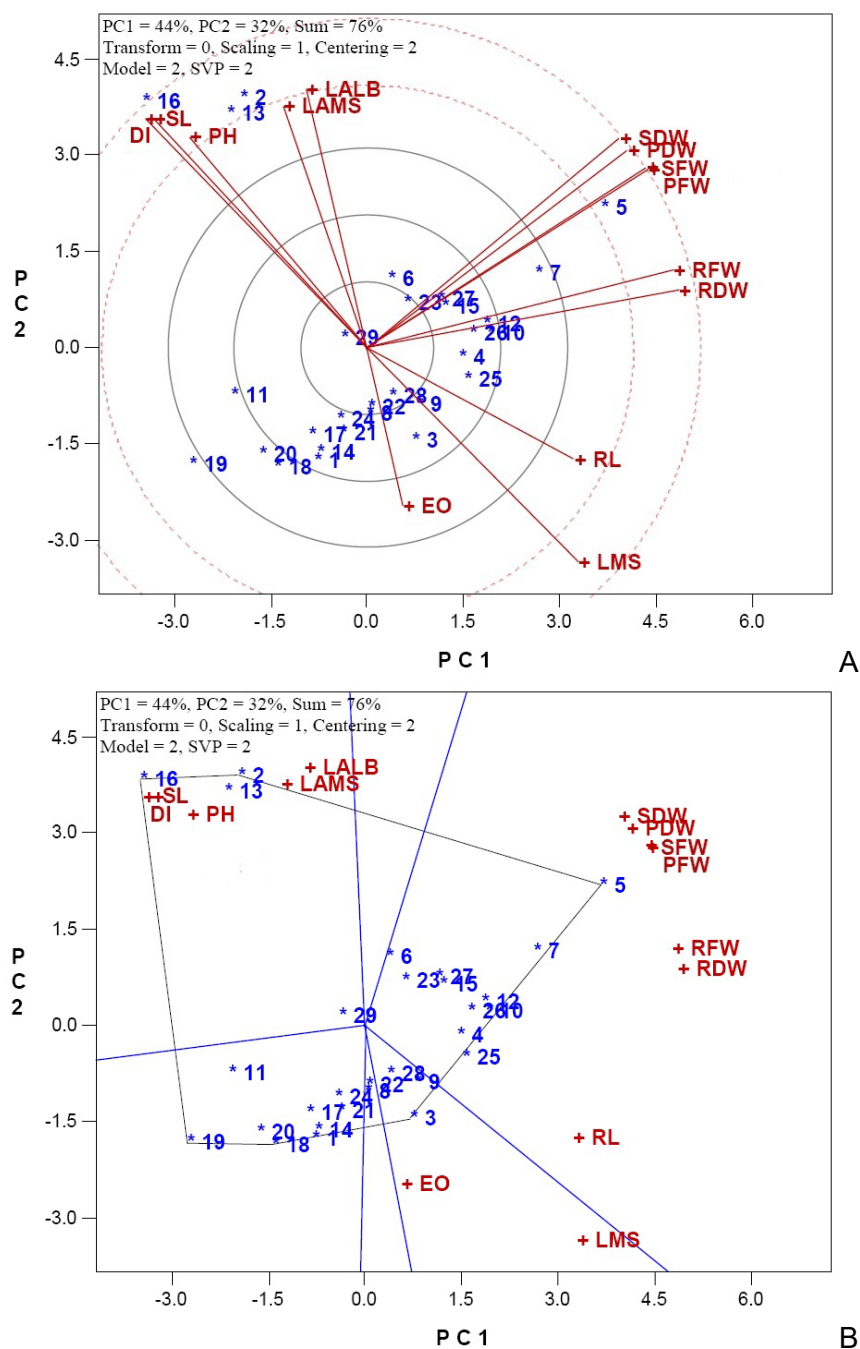 PC1 = 44%, PC2 = 32%, Sum = 76%
Transform = 0, Scaling = 1, Centering = 2
Model = 2, SVP = 2
4.5
3.0
1.5
0.0
-1.5
-3.0
P
C
2
* 16
* 2
* 13
+ LALB
+ LAMS
++ SL
DI
+ PH
+ SDW
+ PDW
+ SFW
PFW
* 5
* 6
* 7
+ RFW
+ RDW
* 23
* 27
* 15
* 29
* 12
* 26
* 10
* 4
* 25
* 11
* 28
* 9
* 22
* 8
* 24
* 3
* 17
* 21
* 14
* 1
* 20
* 18
* 19
+ RL
+ EO
+ LMS
-3.0 -1.5 0.0 1.5 3.0 4.5 6.0
P C 1
A
PC1 = 44%, PC2 = 32%, Sum = 76%
Transform = 0, Scaling = 1, Centering = 2
Model = 2, SVP = 2
4.5
3.0
1.5
0.0
-1.5
-3.0
P
C
2
* 16
* 2
* 13
+ LALB
+ LAMS
++ SL
DI
+ PH
+ SDW
+ PDW
+ SFW
PFW
* 5
* 6
* 7
+ RFW
+ RDW
* 23
* 27
* 15
* 29
* 12
* 26
* 10
* 4
* 25
* 11
* 28
* 9
* 22
* 8
* 24
* 3
* 17
* 21
* 14
* 1
* 20
* 18
* 19
+ RL
+ EO
+ LMS
-3.0 -1.5 0.0 1.5 3.0 4.5 6.0
P C 1
B